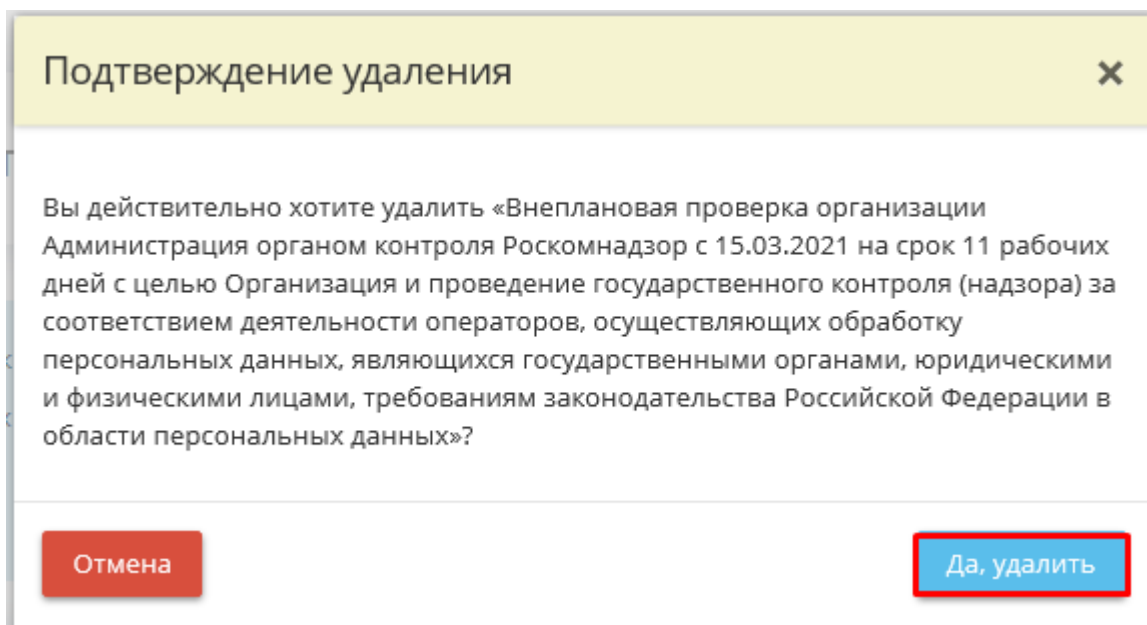 Подтверждение удаления ×
Вы действительно хотите удалить «Внеплановая проверка организации
Администрация органом контроля Роскомнадзор с 15.03.2021 на срок 11 рабочих
дней с целью Организация и проведение государственного контроля (надзора) за
соответствием деятельности операторов, осуществляющих обработку
персональных данных, являющихся государственными органами, юридическими
и физическими лицами, требованиям законодательства Российской Федерации в
области персональных данных»?
Отмена
Да, удалить